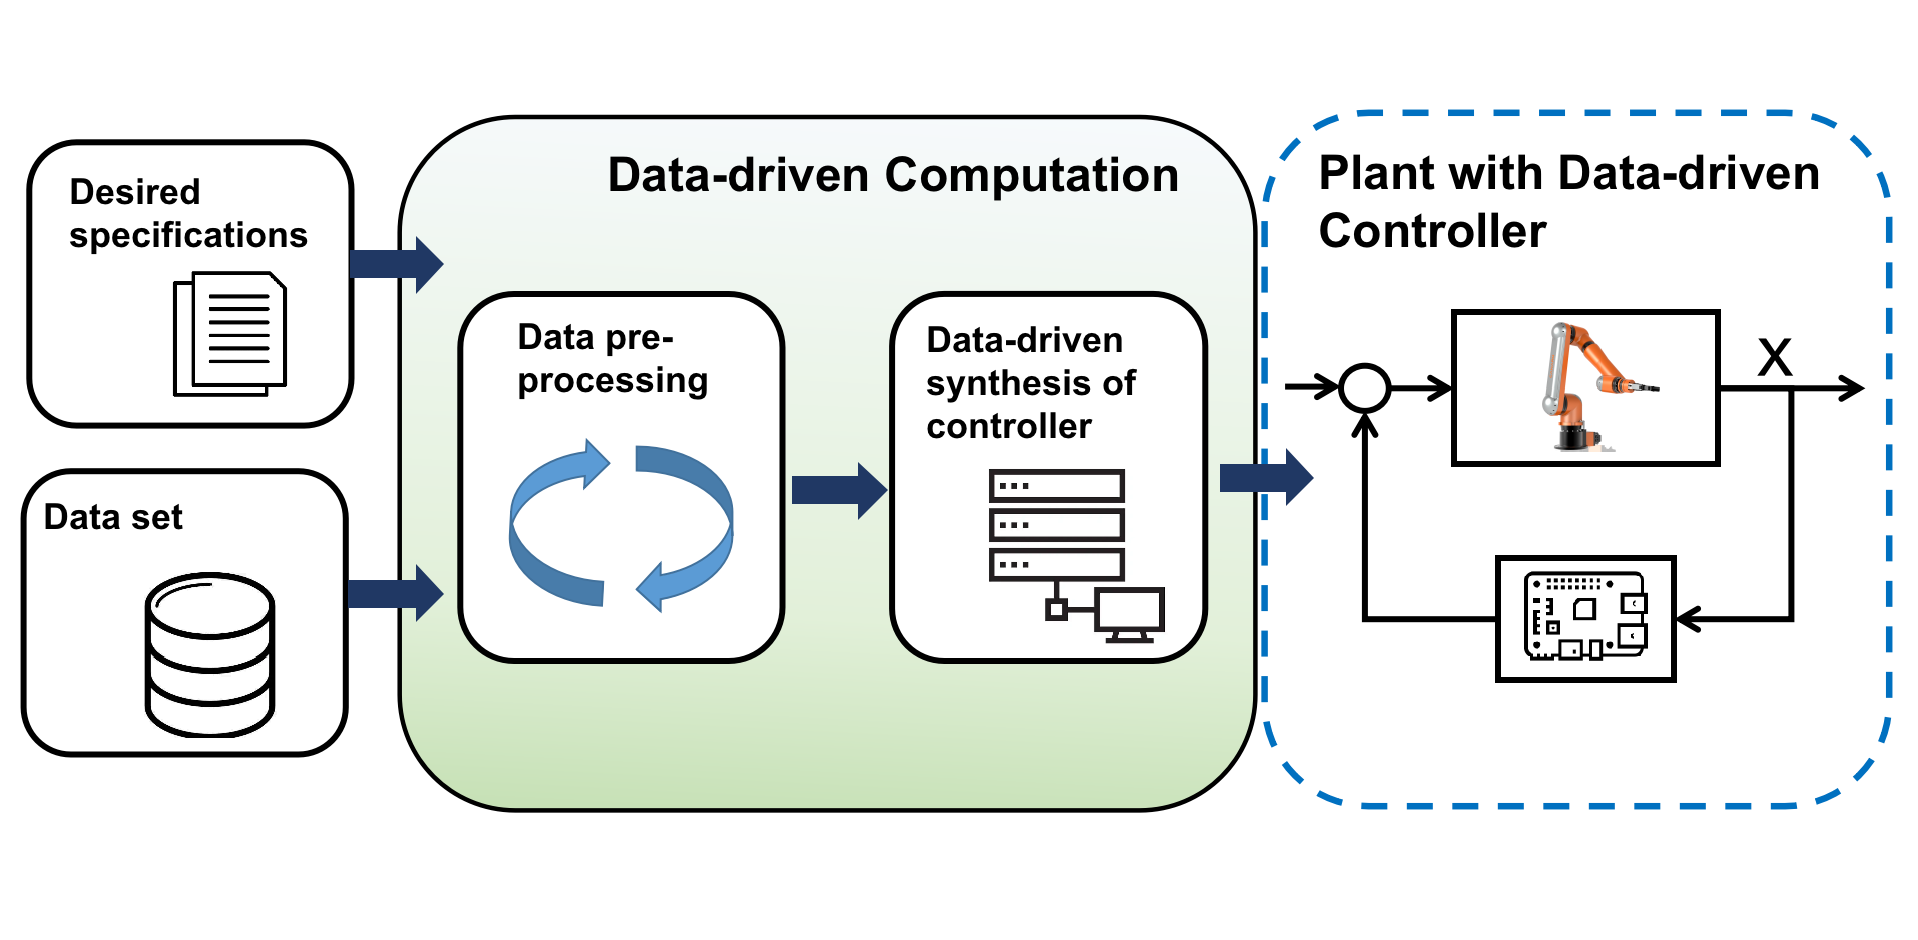 Desired
specifications
Data set
Data-driven Computation
Data pre-
processing
Data-driven
synthesis of
controller
Plant with Data-driven
Controller
X